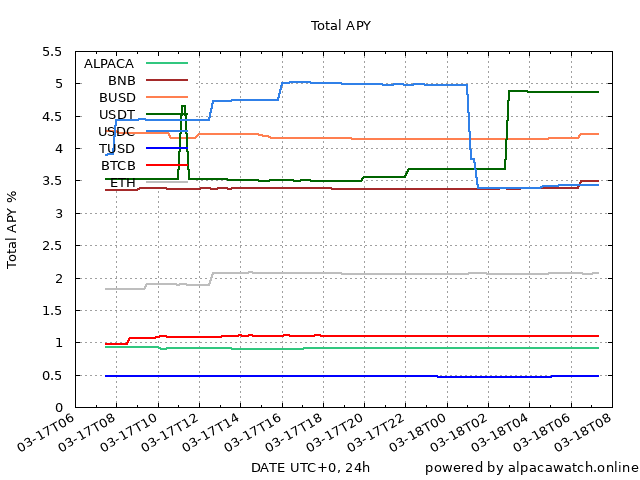 Total APY
Total APY %
5.5
5
4.5
4
3.5
3
2.5
2
1.5
1
0.5
0
ALPACA
BNB
BUSD
USDT
USDC
TUSD
BTCB
ETH
03-17T06
03-17T08
03-17T10
03-17T12
03-17T14
03-17T16
03-17T18
03-17T20
03-17T22
03-18T00
03-18T02
03-18T04
03-18T06
03-18T08
DATE UTC+0, 24h
powered by alpacawatch.online